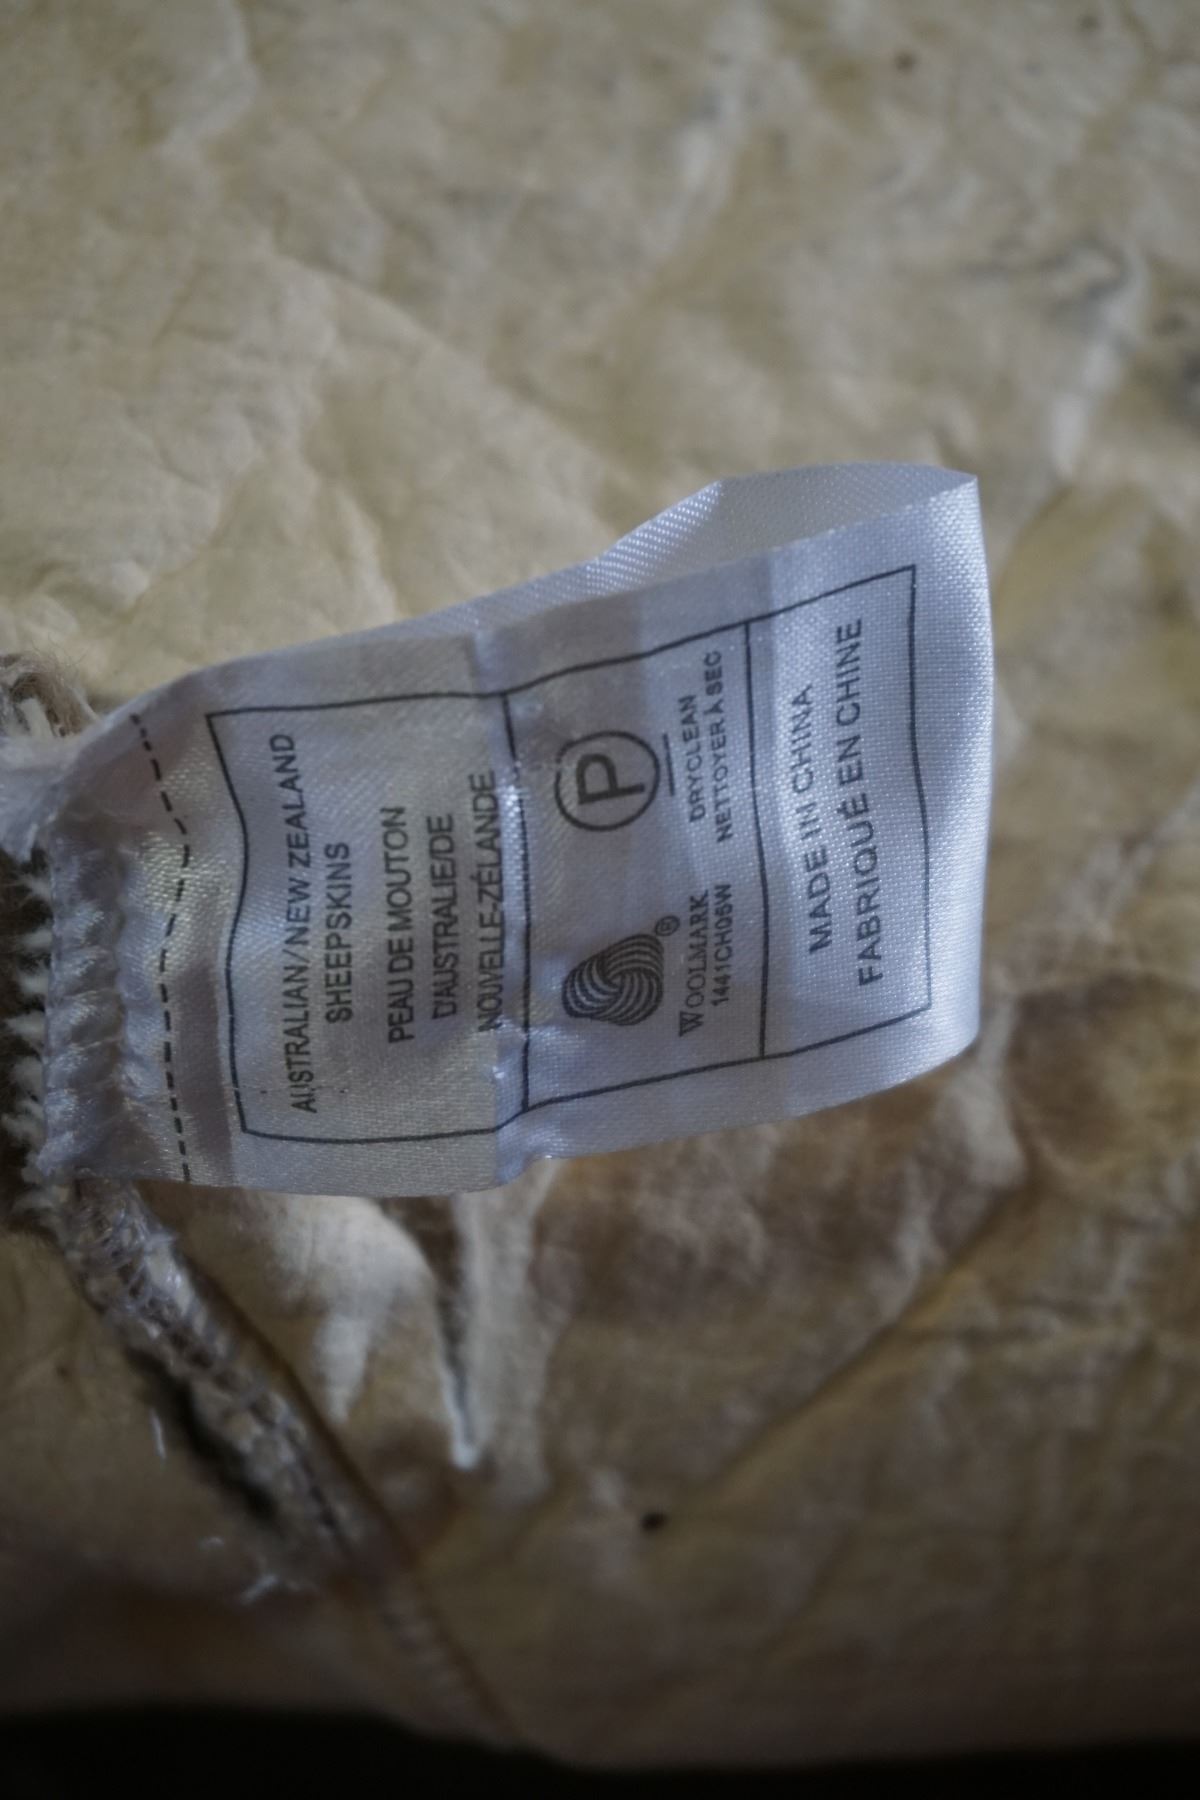 AUSTRALIAN/NEW ZEALAND
SHEEPSKINS
PEAU DE MOUTON
D'AUSTRALIE/DE
NOUVELLE-ZÉLANDE
WOOLMARK
1441CH05W
®
P
DRYCLEAN
NETTOYER À SEC
MADE IN CHINA
FABRIQUÉ EN CHINE